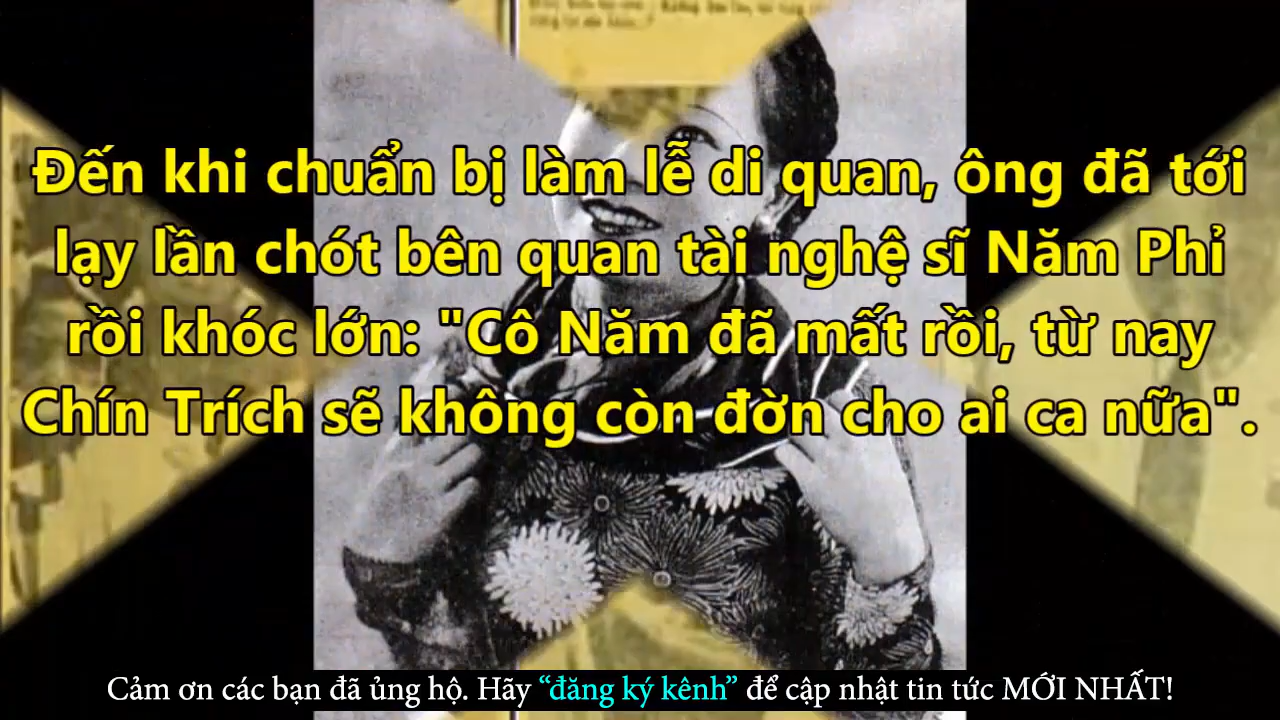 Đến khi chuẩn bị làm lễ di quan, ông đã tới
lạy lần chót bên quan tài nghệ sĩ Năm Phỉ
rồi khóc lớn: "Cô Năm đã mất rồi, từ nay
Chín Trích sẽ không còn đờn cho ai ca nữa".
Cảm ơn các bạn đã ủng hộ. Hãy “đăng ký kênh” để cập nhật tin tức MỚI NHẤT!